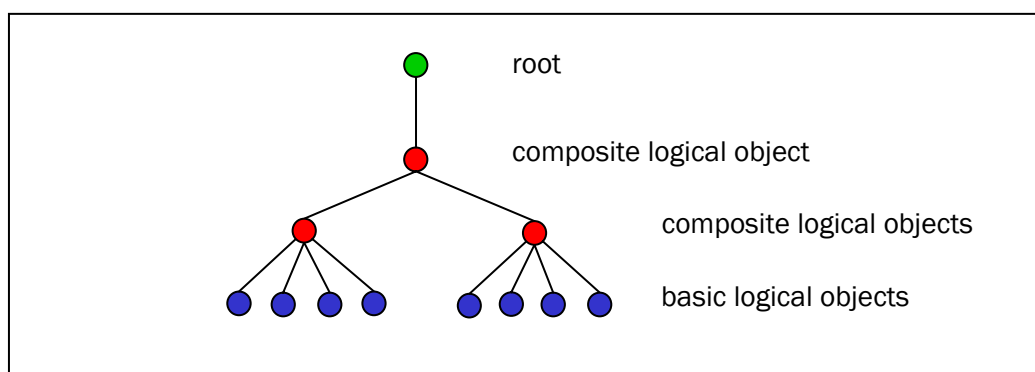 root
composite logical object
composite logical objects
basic logical objects